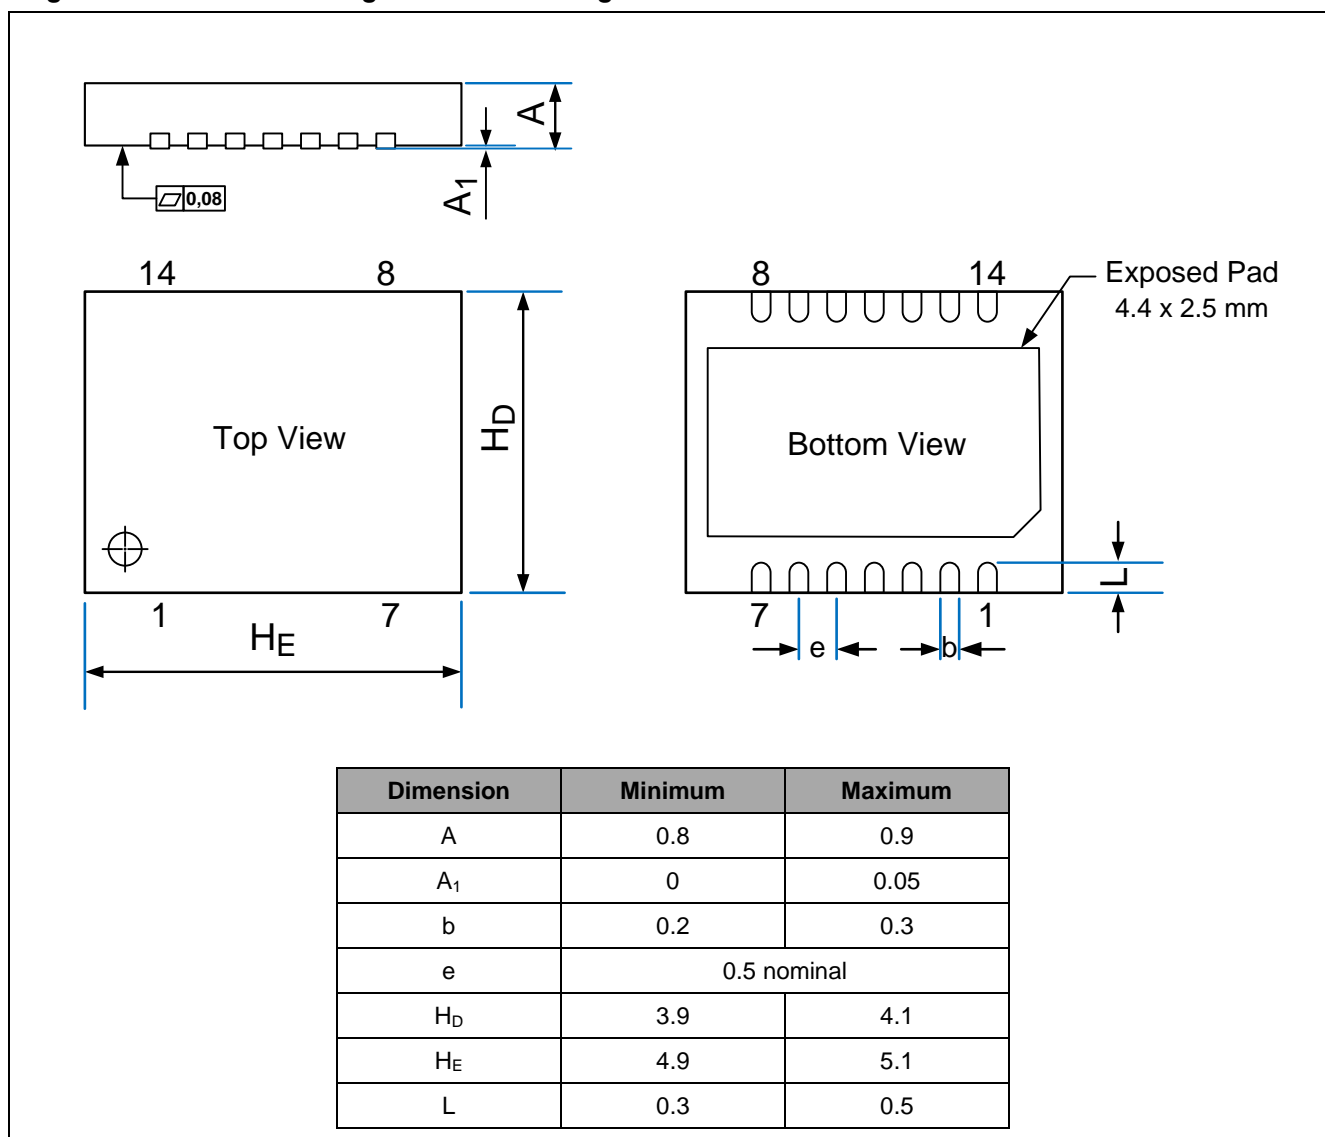 A
A1
0,08
14 8
Top View
HD
1 7
HE
8 14
Exposed Pad
4.4 x 2.5 mm
Bottom View
L
7 1
e b
Dimension Minimum Maximum
A 0.8 0.9
A1 0 0.05
b 0.2 0.3
e 0.5 nominal
HD 3.9 4.1
HE 4.9 5.1
L 0.3 0.5